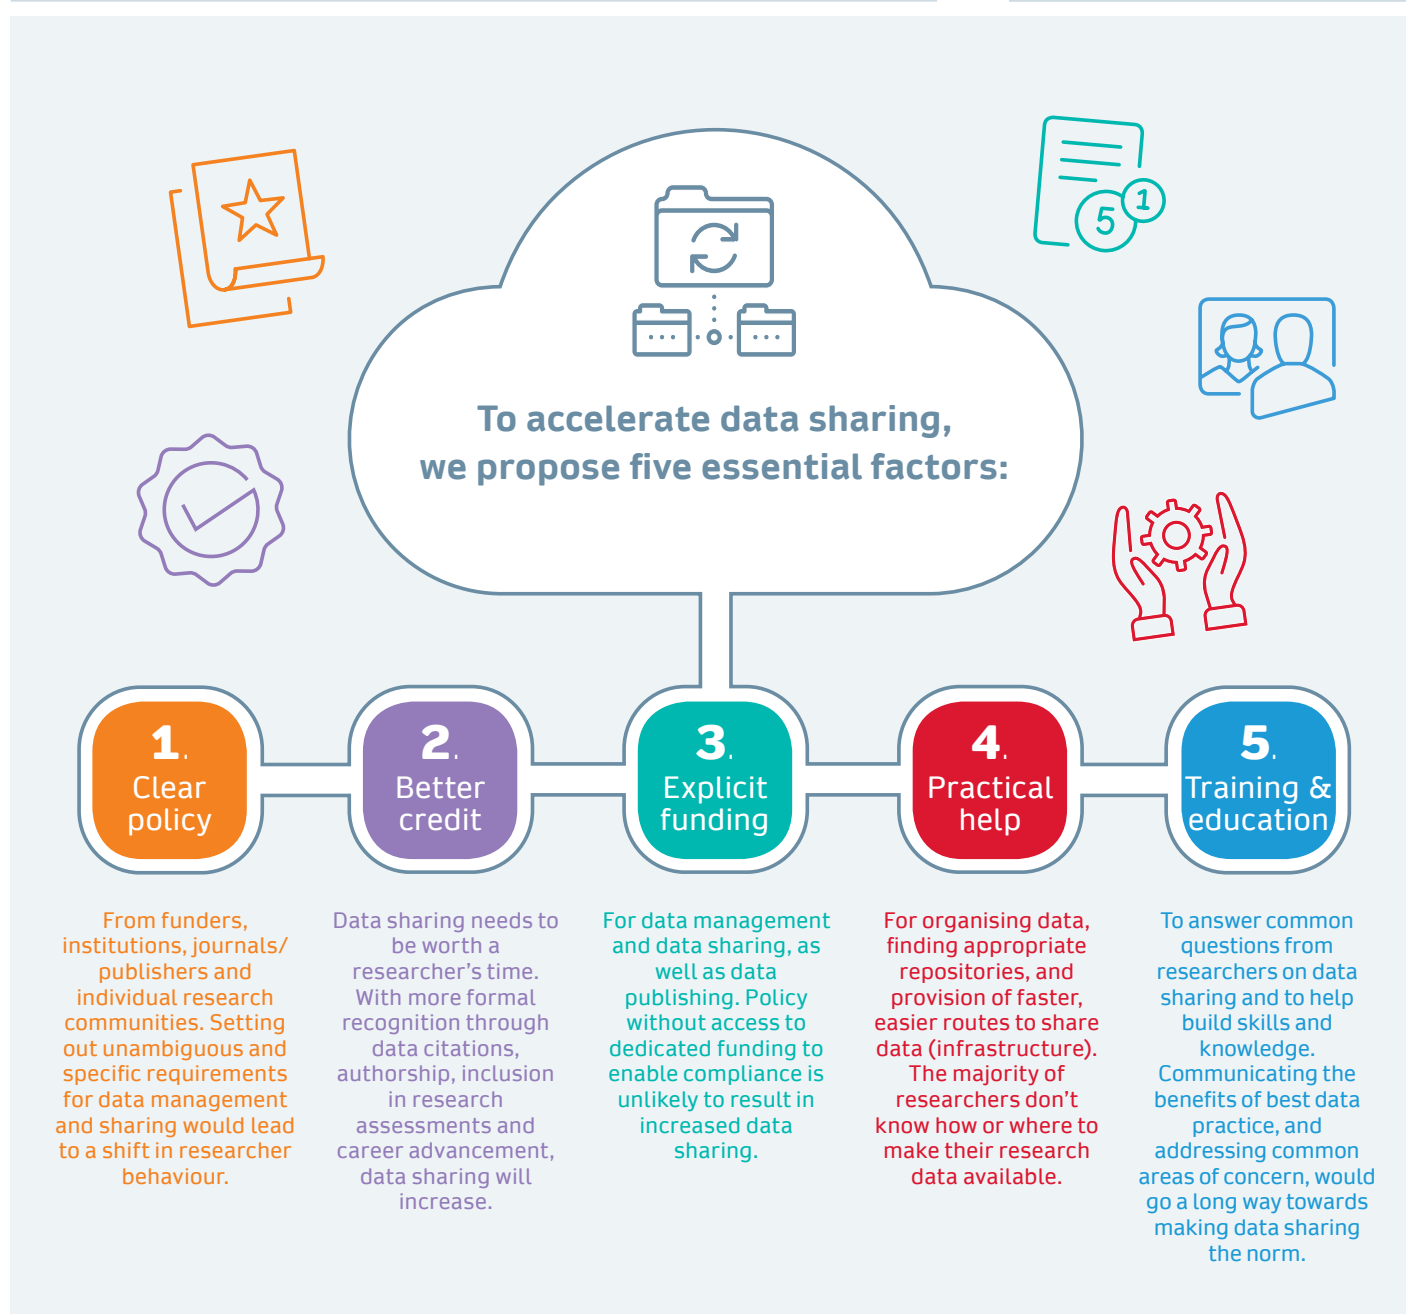 5
1
To accelerate data sharing,
we propose five essential factors:
1.
Clear
policy
2.
Better
credit
3.
Explicit
funding
4.
Practical
help
5.
Training &
education
From funders,
institutions, journals/
publishers and
individual research
communities. Setting
out unambiguous and
specific requirements
for data management
and sharing would lead
to a shift in researcher
behaviour.
Data sharing needs to
be worth a
researcher’s time.
With more formal
recognition through
data citations,
authorship, inclusion
in research
assessments and
career advancement,
data sharing will
increase.
For data management
and data sharing, as
well as data
publishing. Policy
without access to
dedicated funding to
enable compliance is
unlikely to result in
increased data
sharing.
For organising data,
finding appropriate
repositories, and
provision of faster,
easier routes to share
data (infrastructure).
The majority of
researchers don’t
know how or where to
make their research
data available.
To answer common
questions from
researchers on data
sharing and to help
build skills and
knowledge.
Communicating the
benefits of best data
practice, and
addressing common
areas of concern, would
go a long way towards
making data sharing
the norm.